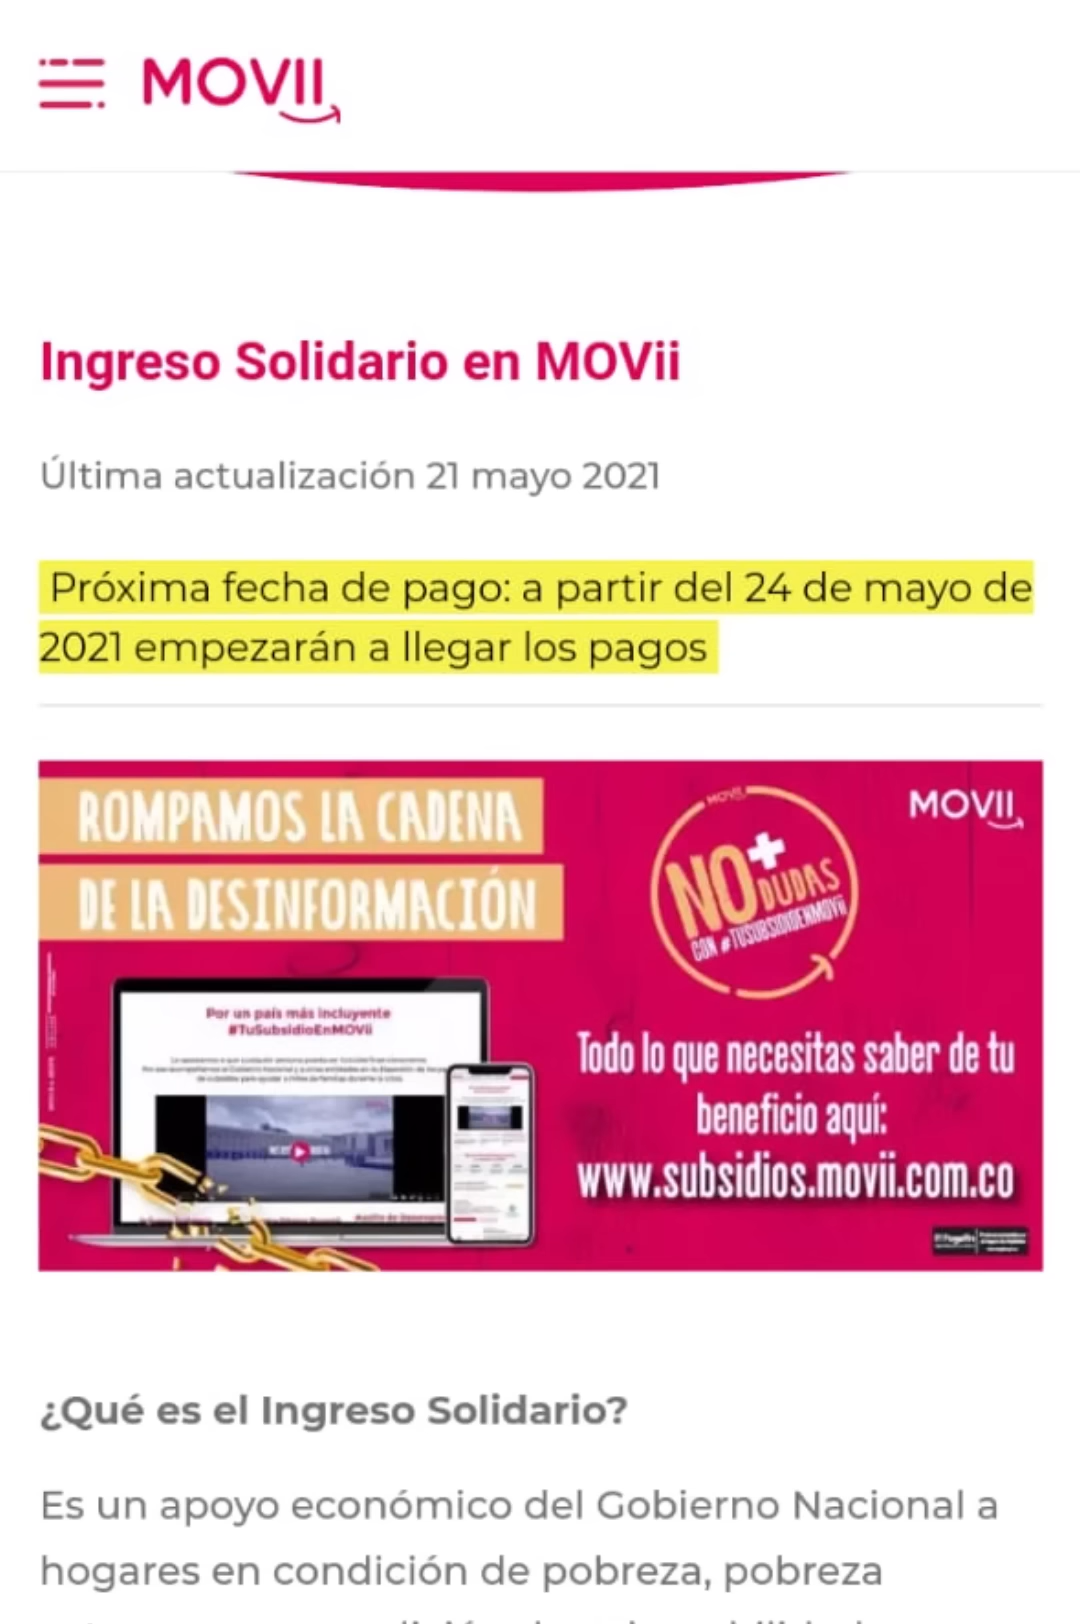 MOVII
Ingreso Solidario en MOVii
Última actualización 21 mayo 2021
Próxima fecha de pago: a partir del 24 de mayo de
2021 empezarán a llegar los pagos
ROMPAMOS LA CADENA
DE LA DESINFORMACIÓN
MOVII
NO+
DUDAS
CON #TUSUBSIDIOENMOVii
MOVII
Por un país más incluyente
#TuSubsidioEnMOVii
Todo lo que necesitas saber de tu
beneficio aquí:
www.subsidios.movii.com.co
¿Qué es el Ingreso Solidario?
Es un apoyo económico del Gobierno Nacional a
hogares en condición de pobreza, pobreza